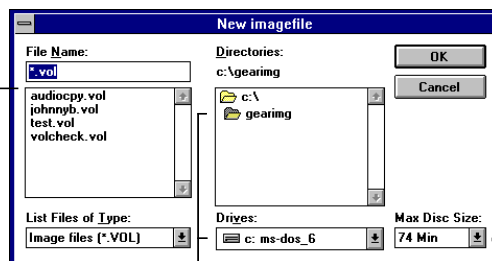 New imagefile
File Name:
*.vol
audiocpy.vol
johnnyb.vol
test.vol
volcheck.vol
List Files of Type:
Image files (*.VOL)
Directories:
c:\gearimg
c:\
gearimg
Drives:
c: ms-dos_6
OK
Cancel
Max Disc Size:
74 Min